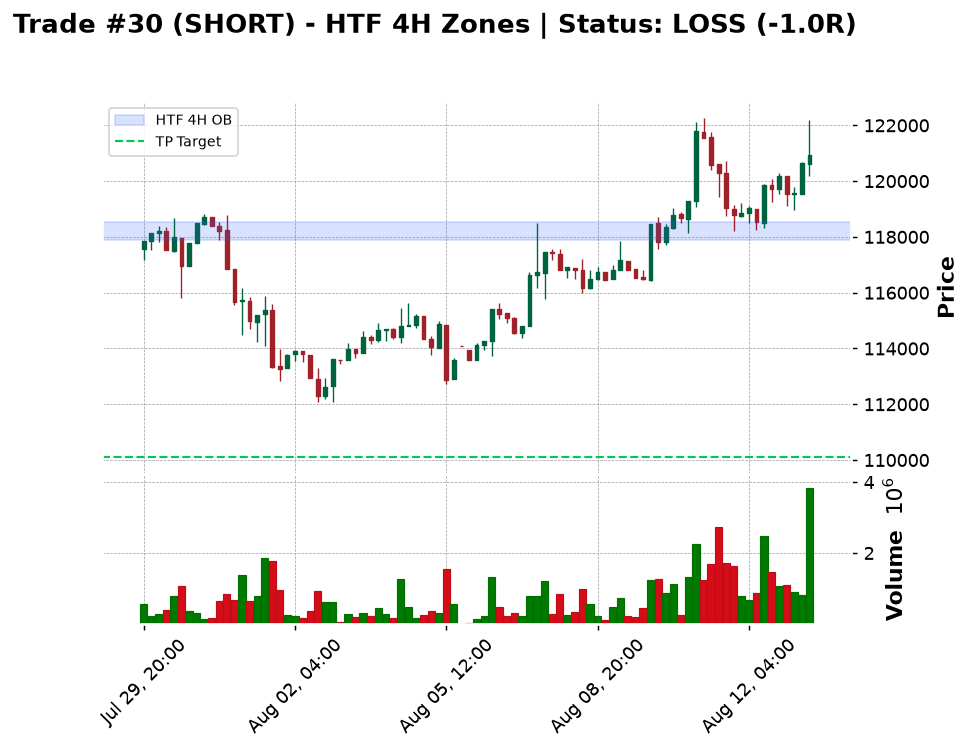 Trade #30 (SHORT) - HTF 4H Zones | Status: LOSS (-1.0R)
HTF 4H OB
TP Target
122000
120000
118000
116000
114000
112000
110000
Price
4
2
Volume 10^6
Jul 29, 20:00
Aug 02, 04:00
Aug 05, 12:00
Aug 08, 20:00
Aug 12, 04:00